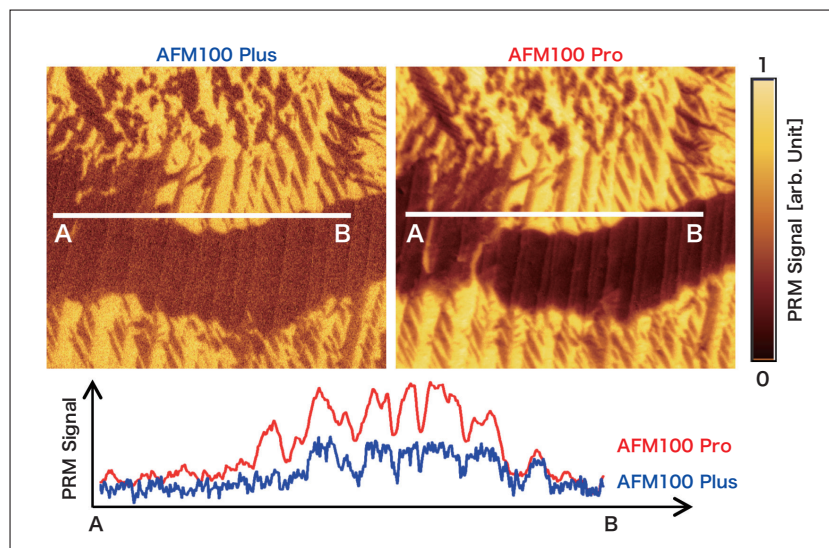 AFM100 Plus
AFM100 Pro
1
A
B
A
B
PRM Signal [arb. Unit]
0
PRM Signal
AFM100 Pro
AFM100 Plus
A
B